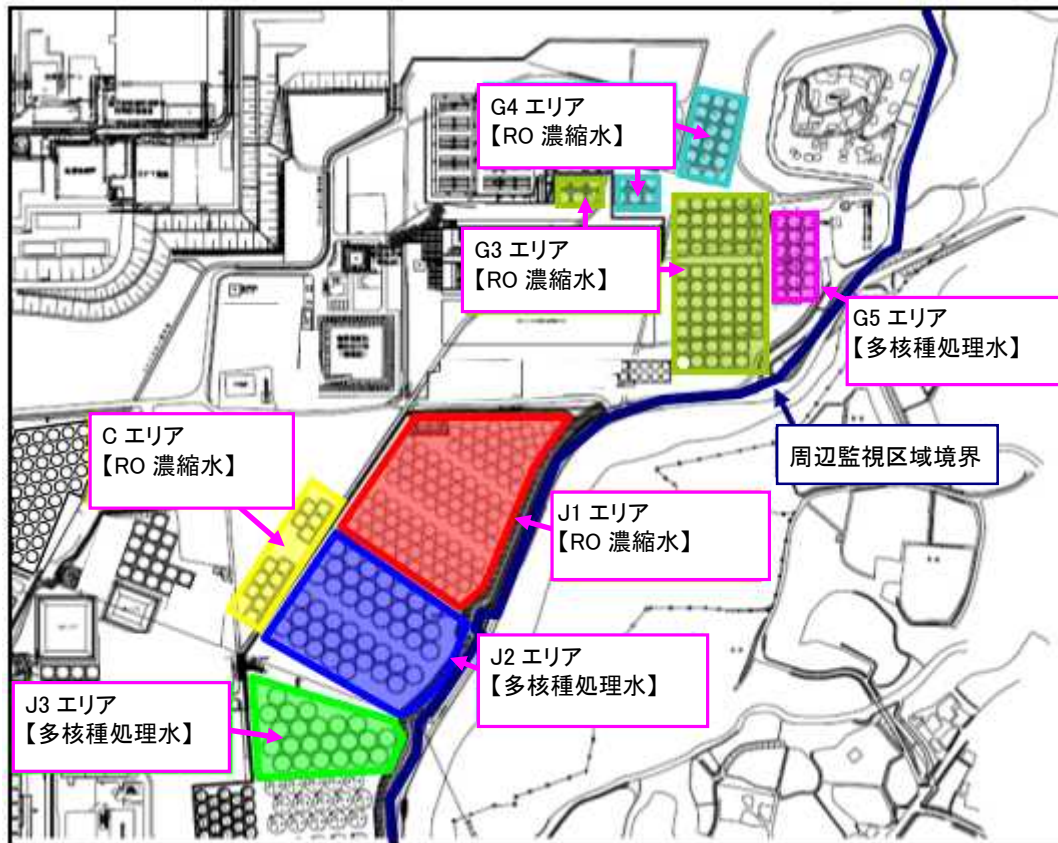 G4 エリア
【RO 濃縮水】
G3 エリア
【RO 濃縮水】
G5 エリア
【多核種処理水】
C エリア
【RO 濃縮水】
周辺監視区域境界
J1 エリア
【RO 濃縮水】
J2 エリア
【多核種処理水】
J3 エリア
【多核種処理水】